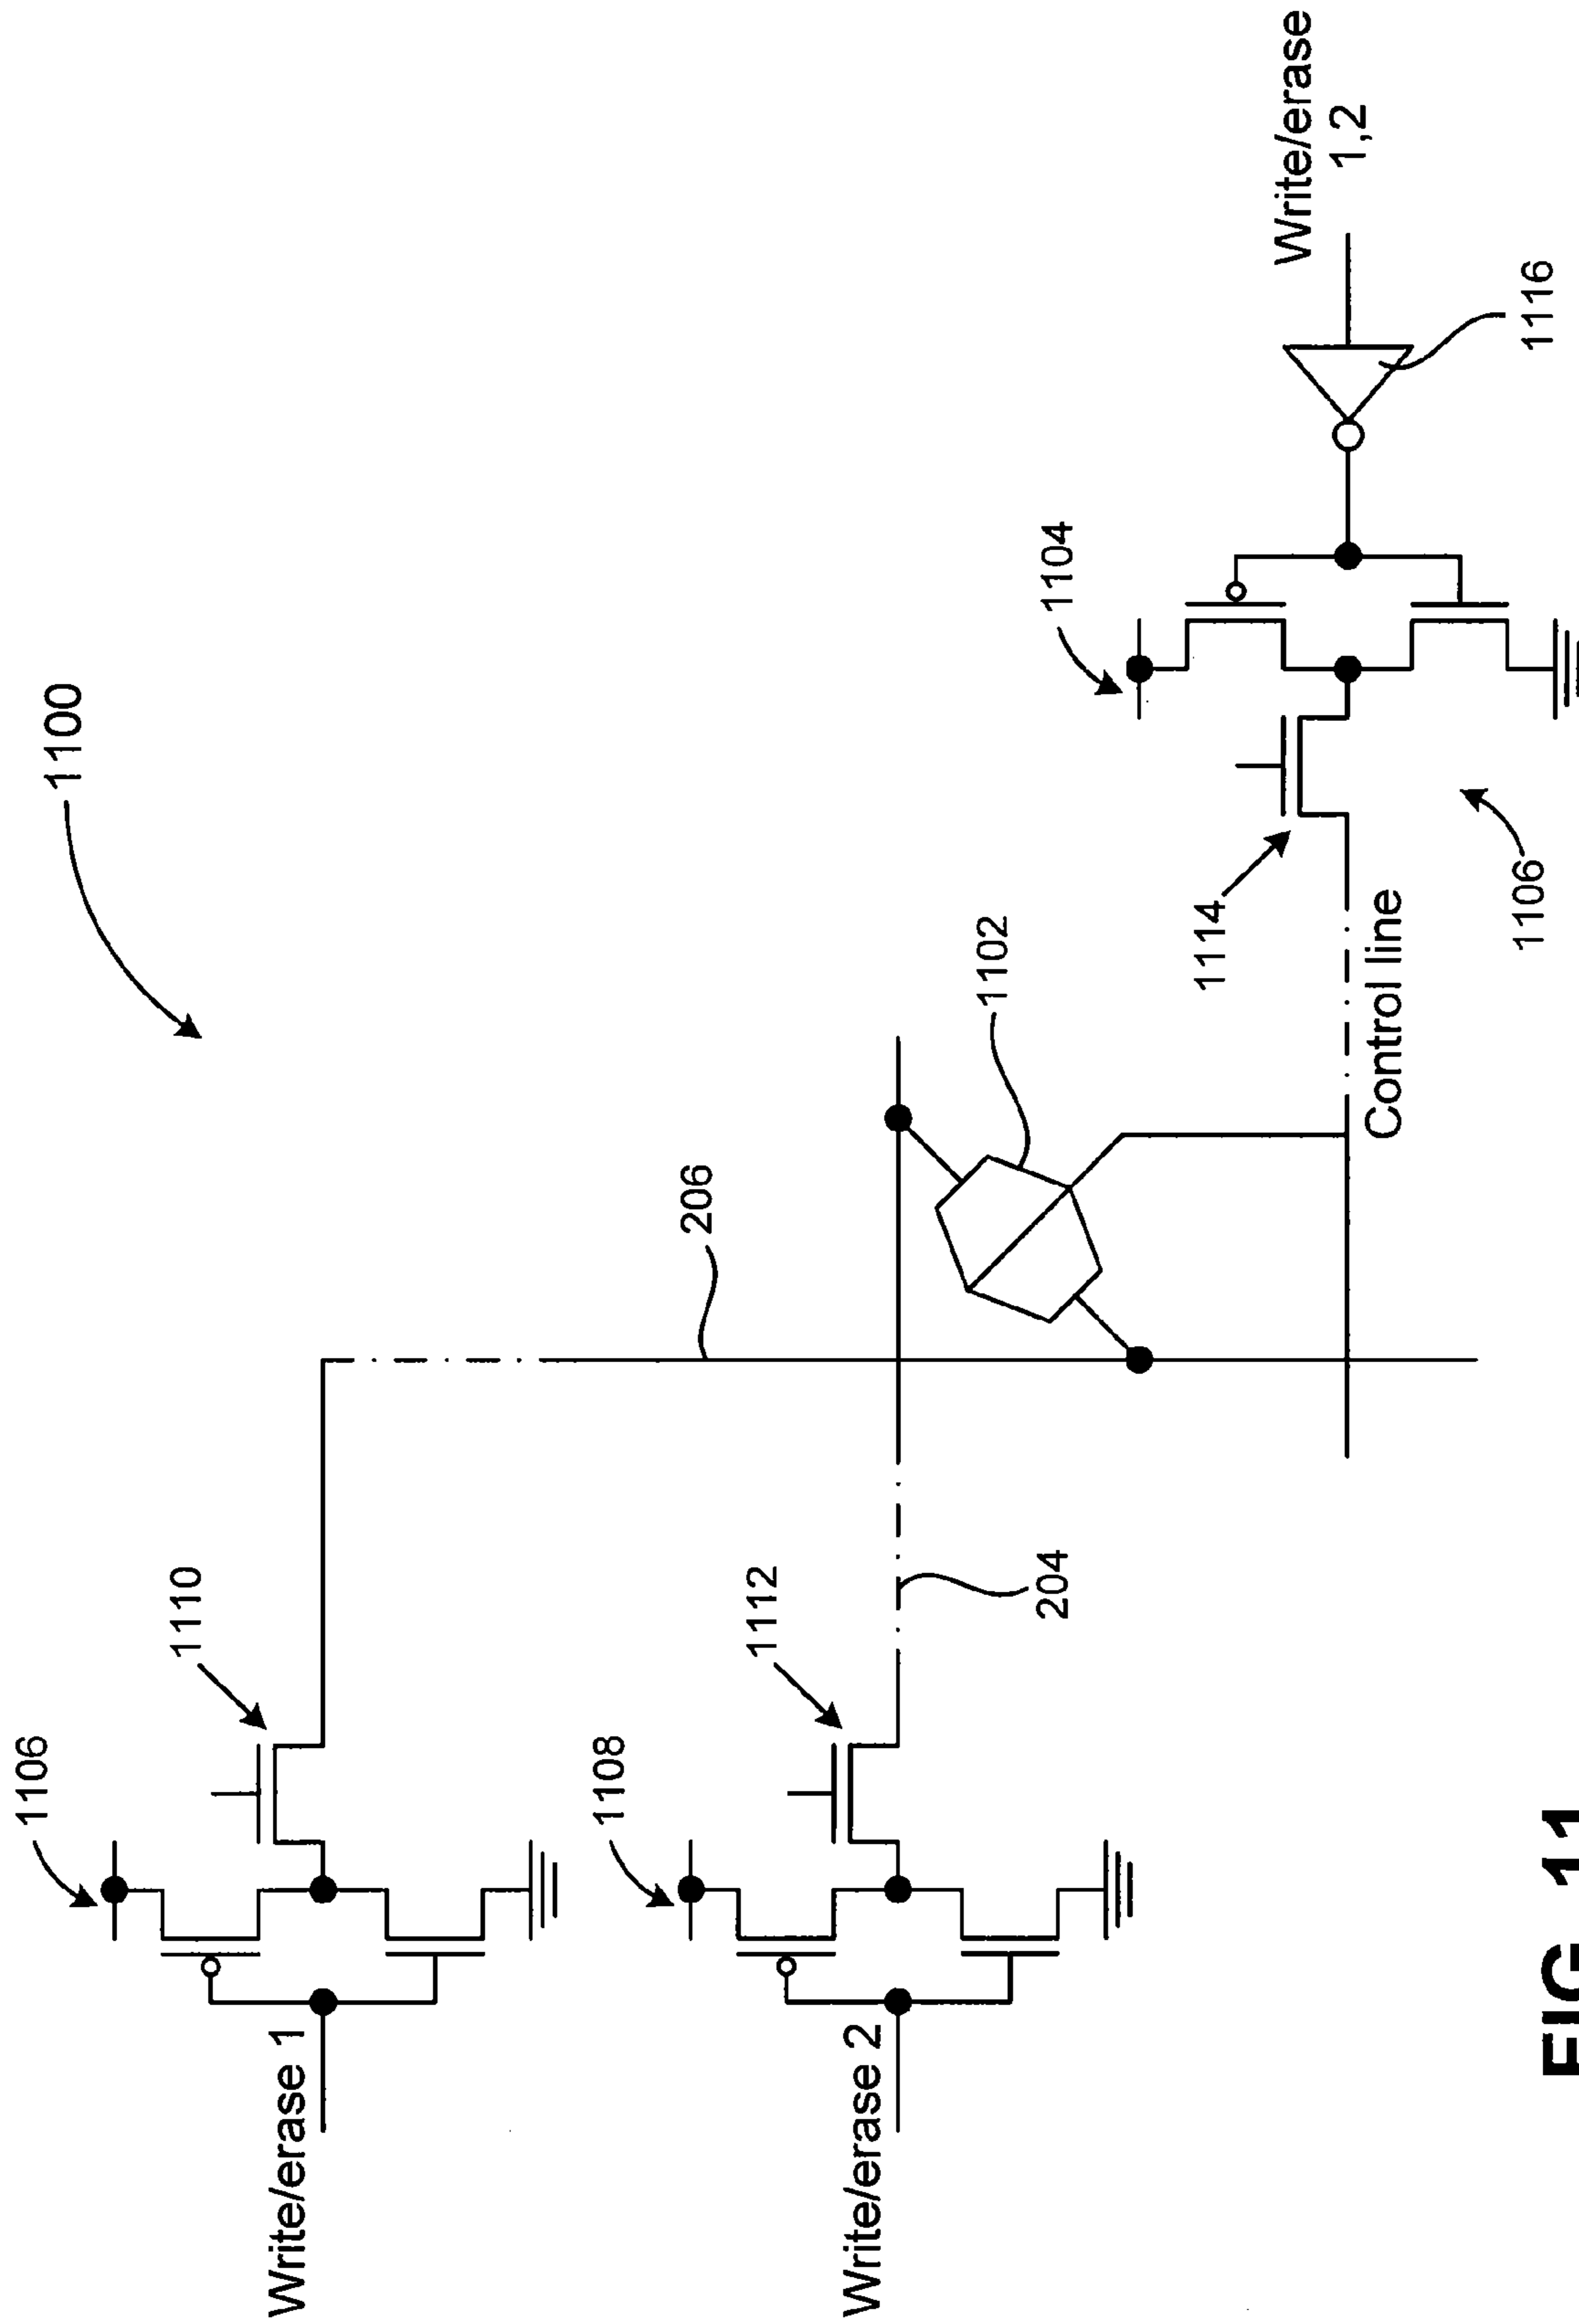 1100
1106
1110
Write/erase 1
206
1108
1112
Write/erase 2
204
1102
1104
Write/erase
1,2
1114
Control line
1116
1106
FIG. 11